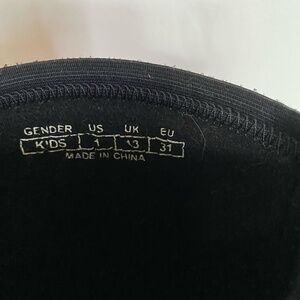 GENDER US UK EU
KIDS 1 13 31
MADE IN CHINA